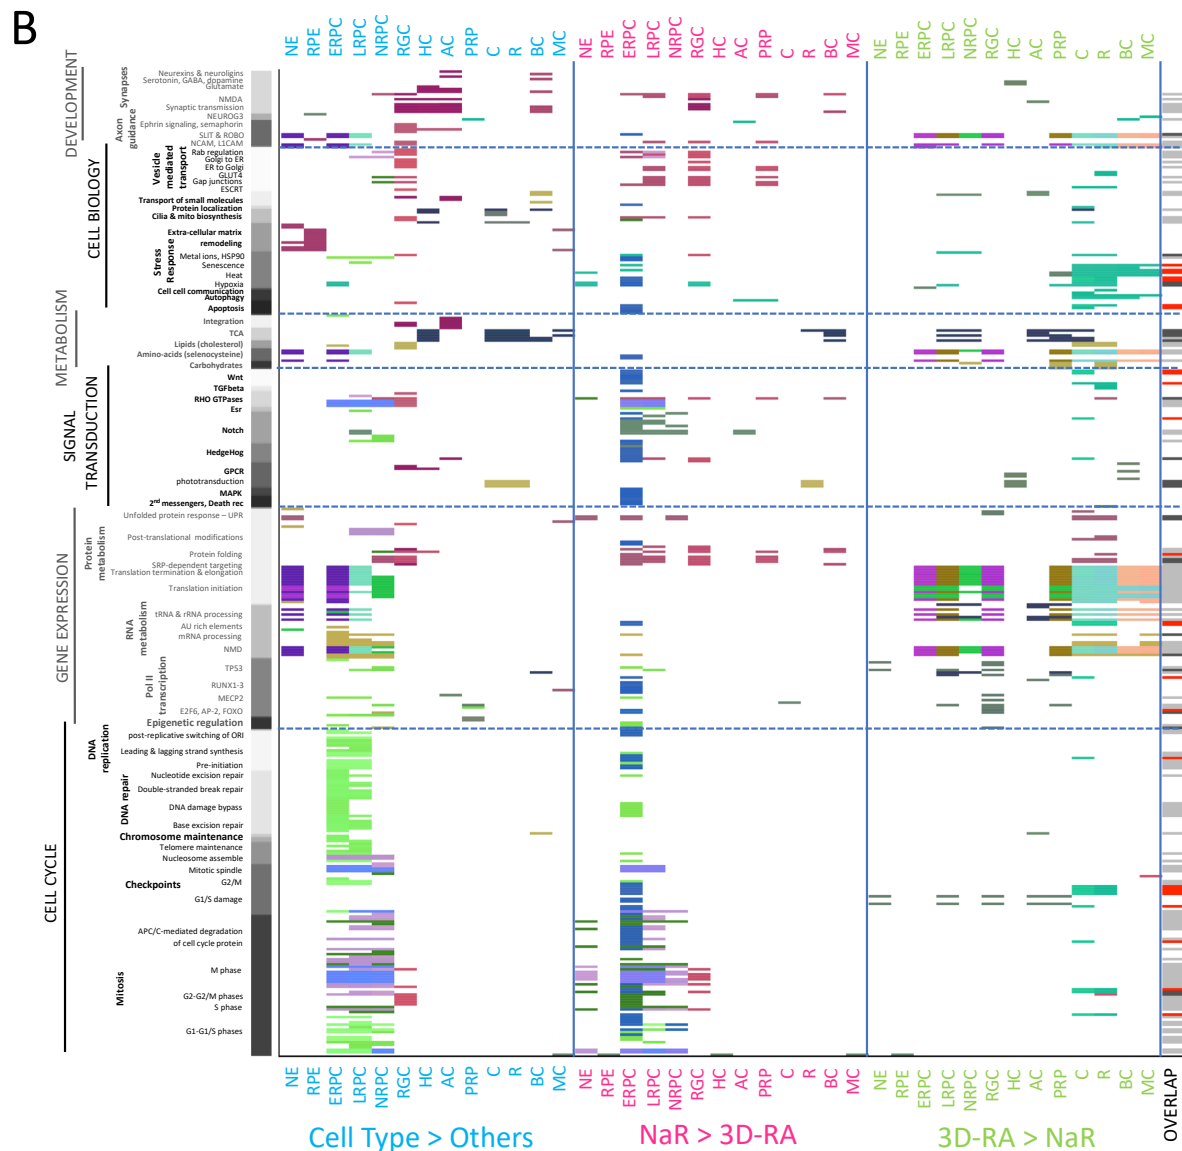 B
NE RPE ERPC LRPC NRPC RGC HC AC PRP C R BC MC NE RPE ERPC LRPC NRPC RGC HC AC PRP C R BC MC NE RPE ERPC LRPC NRPC RGC HC AC PRP C R BC MC
DEVELOPMENT
Synapses
Neurexins & neuroligins
Serotonin, GABA, dopamine
Glutamate
NMDA
Synaptic transmission
Axon guidance
NEUROG3
Ephrin signaling, semaphorin
SLIT & ROBO
NCAM, L1CAM
CELL BIOLOGY
Vesicle mediated transport
Rab regulation
Golgi to ER
ER to Golgi
GLUT4
Gap junctions
ESCRT
Transport of small molecules
Protein localization
Cilia & mito biosynthesis
Extra-cellular matrix
remodeling
Stress Response
Metal ions, HSP90
Senescence
Heat
Hypoxia
Cell cell communication
Autophagy
Apoptosis
METABOLISM
Integration
TCA
Lipids (cholesterol)
Amino-acids (selenocysteine)
Carbohydrates
SIGNAL TRANSDUCTION
Wnt
TGFbeta
RHO GTPases
Esr
Notch
HedgeHog
GPCR
phototransduction
MAPK
2nd messengers, Death rec
GENE EXPRESSION
Protein metabolism
Unfolded protein response – UPR
Post-translational modifications
Protein folding
SRP-dependent targeting
Translation termination & elongation
Translation initiation
RNA metabolism
tRNA & rRNA processing
AU rich elements
mRNA processing
NMD
Pol II transcription
TP53
RUNX1-3
MECP2
E2F6, AP-2, FOXO
Epigenetic regulation
CELL CYCLE
DNA replication
post-replicative switching of ORI
Leading & lagging strand synthesis
Pre-initiation
DNA repair
Nucleotide excision repair
Double-stranded break repair
DNA damage bypass
Base excision repair
Chromosome maintenance
Telomere maintenance
Nucleosome assemble
Mitotic spindle
Checkpoints
G2/M
G1/S damage
Mitosis
APC/C-mediated degradation
of cell cycle protein
M phase
G2-G2/M phases
S phase
G1-G1/S phases
NE RPE ERPC LRPC NRPC RGC HC AC PRP C R BC MC NE RPE ERPC LRPC NRPC RGC HC AC PRP C R BC MC NE RPE ERPC LRPC NRPC RGC HC AC PRP C R BC MC OVERLAP
Cell Type > Others NaR > 3D-RA 3D-RA > NaR